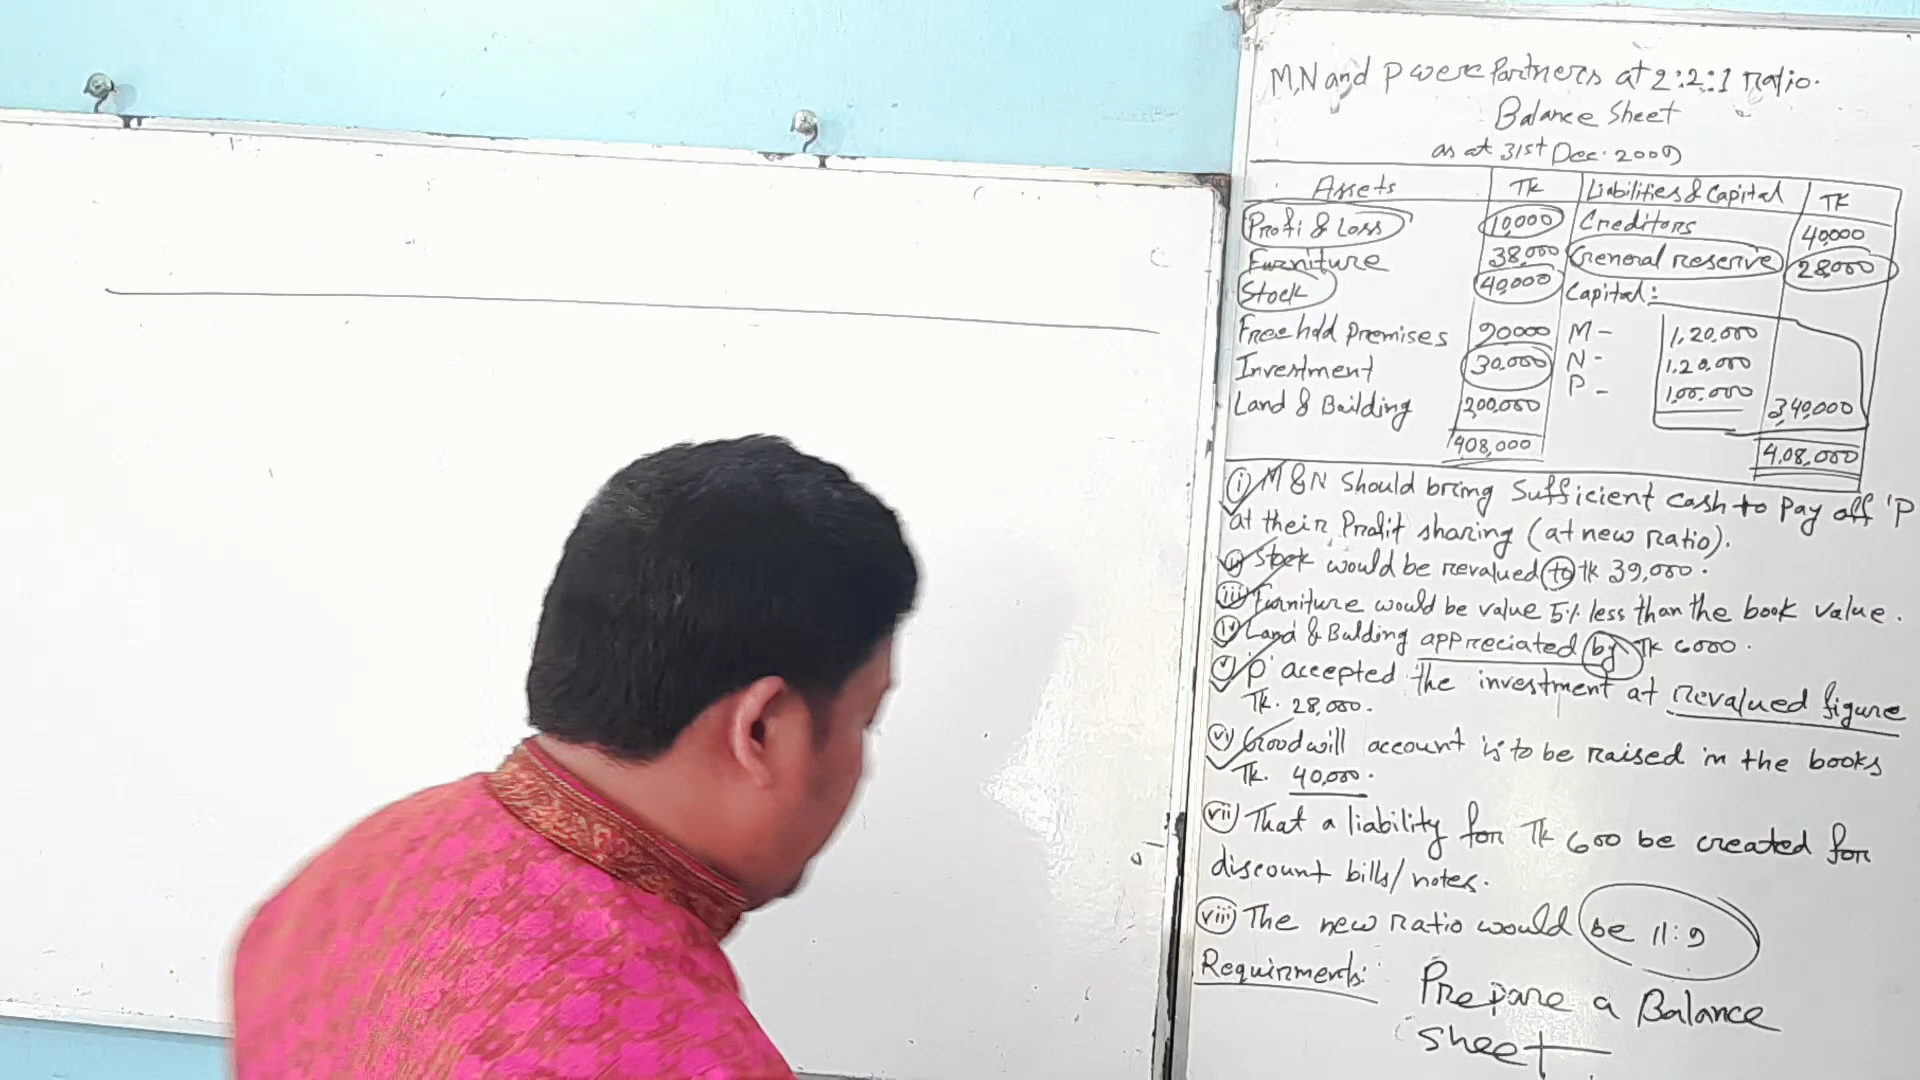 M,N and P were Partners at 2:2:1 ratio.
Balance Sheet
as at 31st Dec. 2009
Assets TK Liabilities & Capital TK
Profi & Loss 10,000 Creditors 40,000
Furniture 38,000 General reserve 28,000
Stock 40,000 Capital:
Free hold premises 90000 M - 1,20,000
Investment 30,000 N - 1,20,000
P - 1,00,000
Land & Building 200,000 3,40,000
408,000 4,08,000
i M & N Should bring Sufficient cash to pay off 'P
at their Profit sharing (at new ratio).
ii Stock would be revalued to tk 39,000.
iii Furniture would be value 5% less than the book value.
iv Land & Bulding appreciated by Tk 6000.
v 'P' accepted the investment at revalued figure
Tk. 28,000.
vi Goodwill account is to be raised in the books
Tk. 40,000.
vii That a liability for Tk 600 be created for
discount bills/notes.
viii The new ratio would be 11:9
Requirments: Prepare a Balance
Sheet